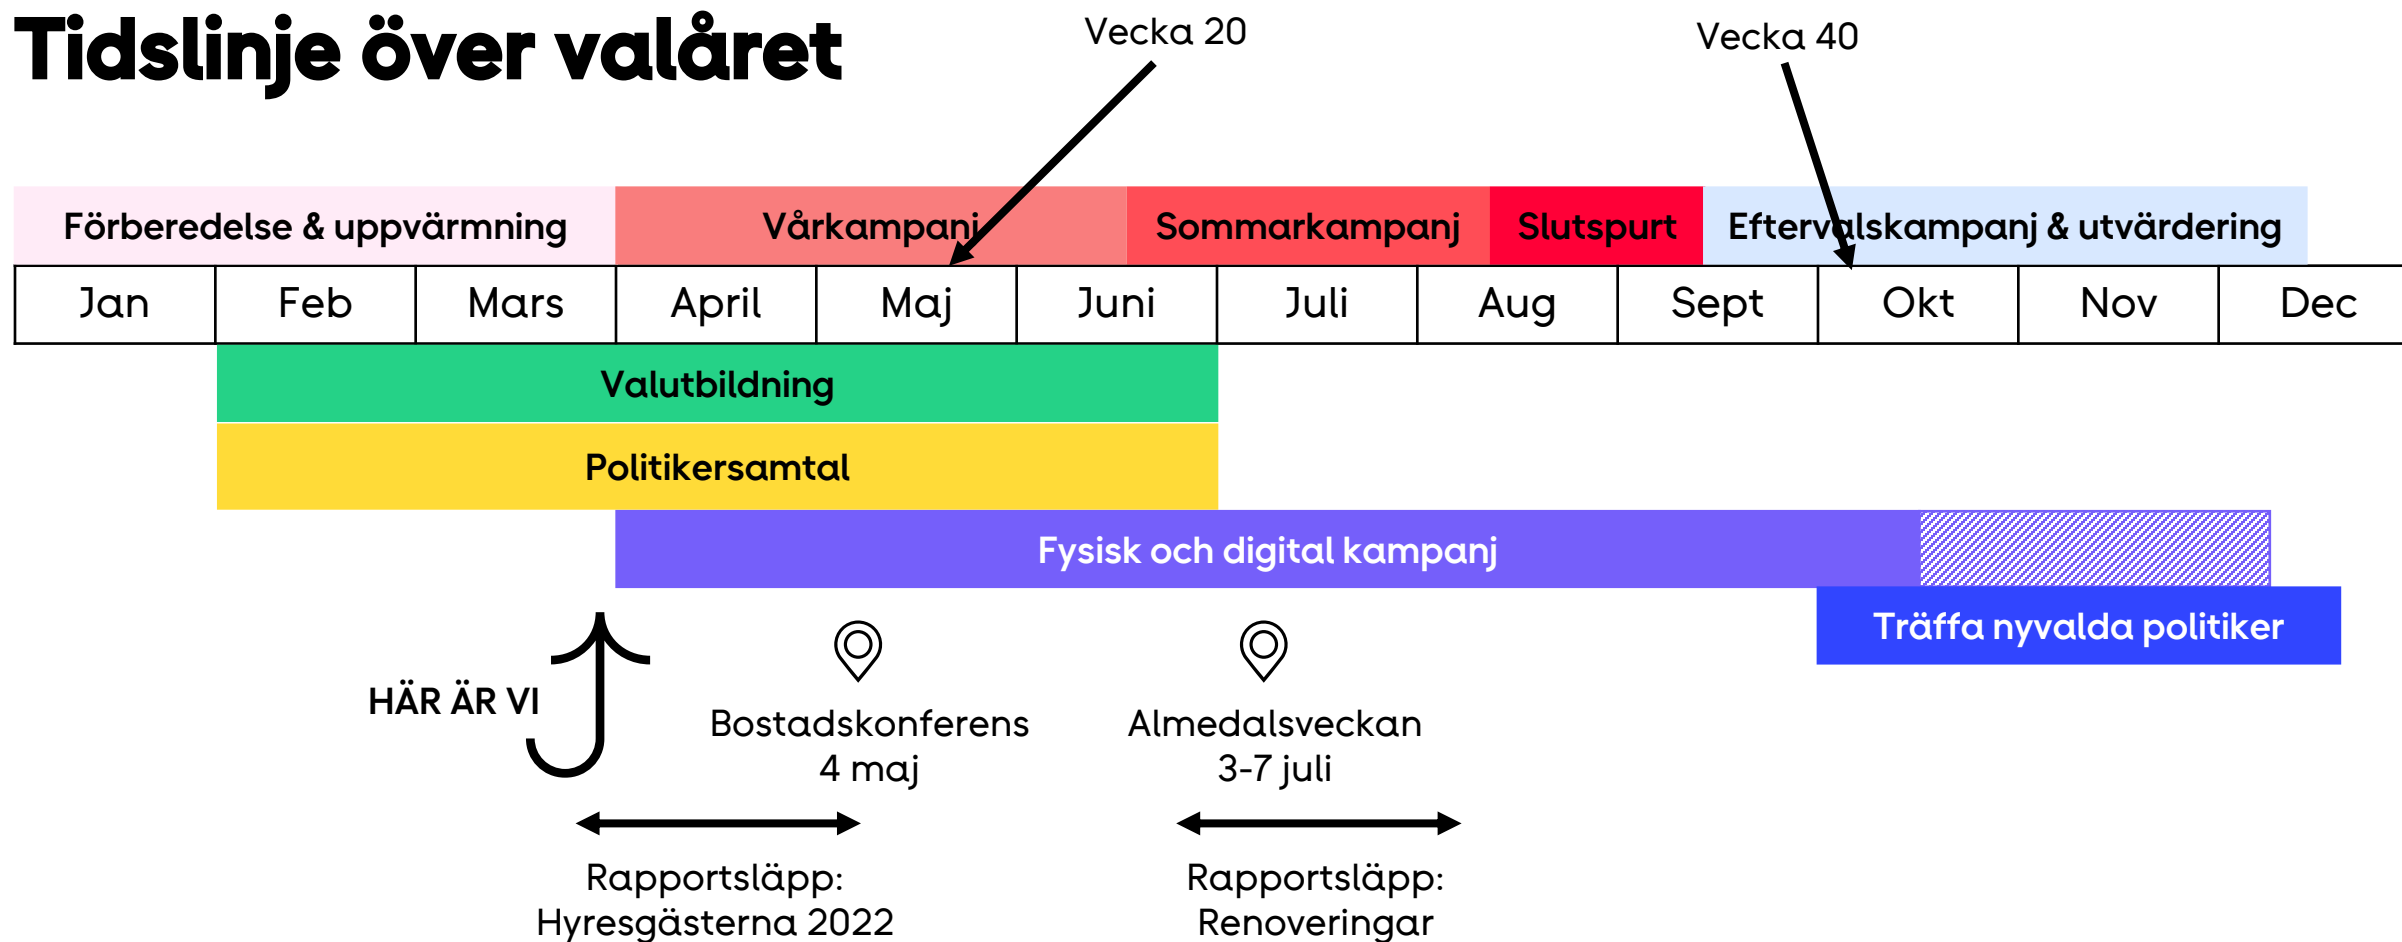 Tidslinje över valåret
Vecka 20
Vecka 40
Förberedelse & uppvärmning
Vårkampanj
Sommarkampanj
Slutspurt
Eftervalskampanj & utvärdering
Jan
Feb
Mars
April
Maj
Juni
Juli
Aug
Sept
Okt
Nov
Dec
Valutbildning
Politikersamtal
Fysisk och digital kampanj
Träffa nyvalda politiker
HÄR ÄR VI
Bostadskonferens
4 maj
Almedalsveckan
3-7 juli
Rapportsläpp:
Hyresgästerna 2022
Rapportsläpp:
Renoveringar